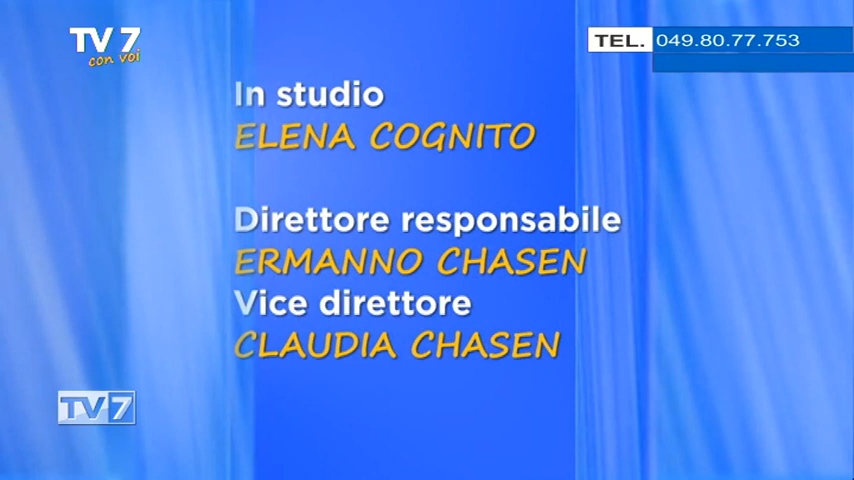 TV 7
con voi
TEL. 049.80.77.753
In studio
ELENA COGNITO
Direttore responsabile
ERMANNO CHASEN
Vice direttore
CLAUDIA CHASEN
TV7